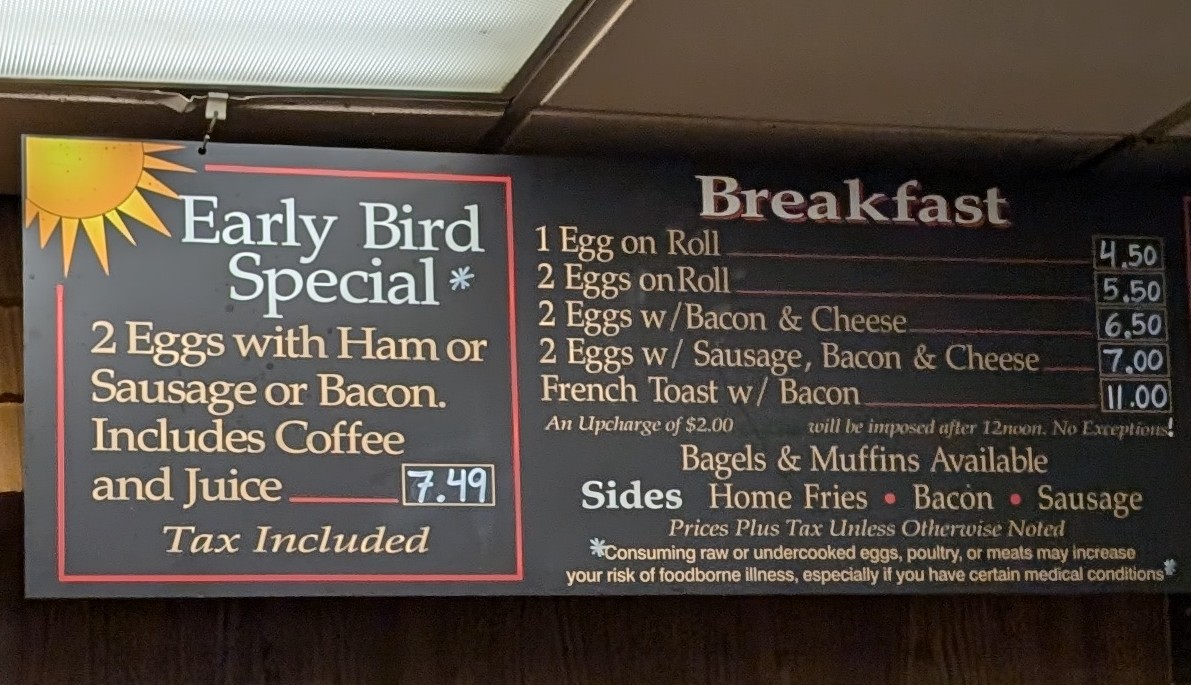 Early Bird
Special*
2 Eggs with Ham or
Sausage or Bacon.
Includes Coffee
and Juice 7.49
Tax Included
Breakfast
1 Egg on Roll 4.50
2 Eggs on Roll 5.50
2 Eggs w/Bacon & Cheese 6.50
2 Eggs w/ Sausage, Bacon & Cheese 7.00
French Toast w/ Bacon 11.00
An Upcharge of $2.00 will be imposed after 12noon. No Exceptions!
Bagels & Muffins Available
Sides Home Fries • Bacon • Sausage
Prices Plus Tax Unless Otherwise Noted
*Consuming raw or undercooked eggs, poultry, or meats may increase
your risk of foodborne illness, especially if you have certain medical conditions*